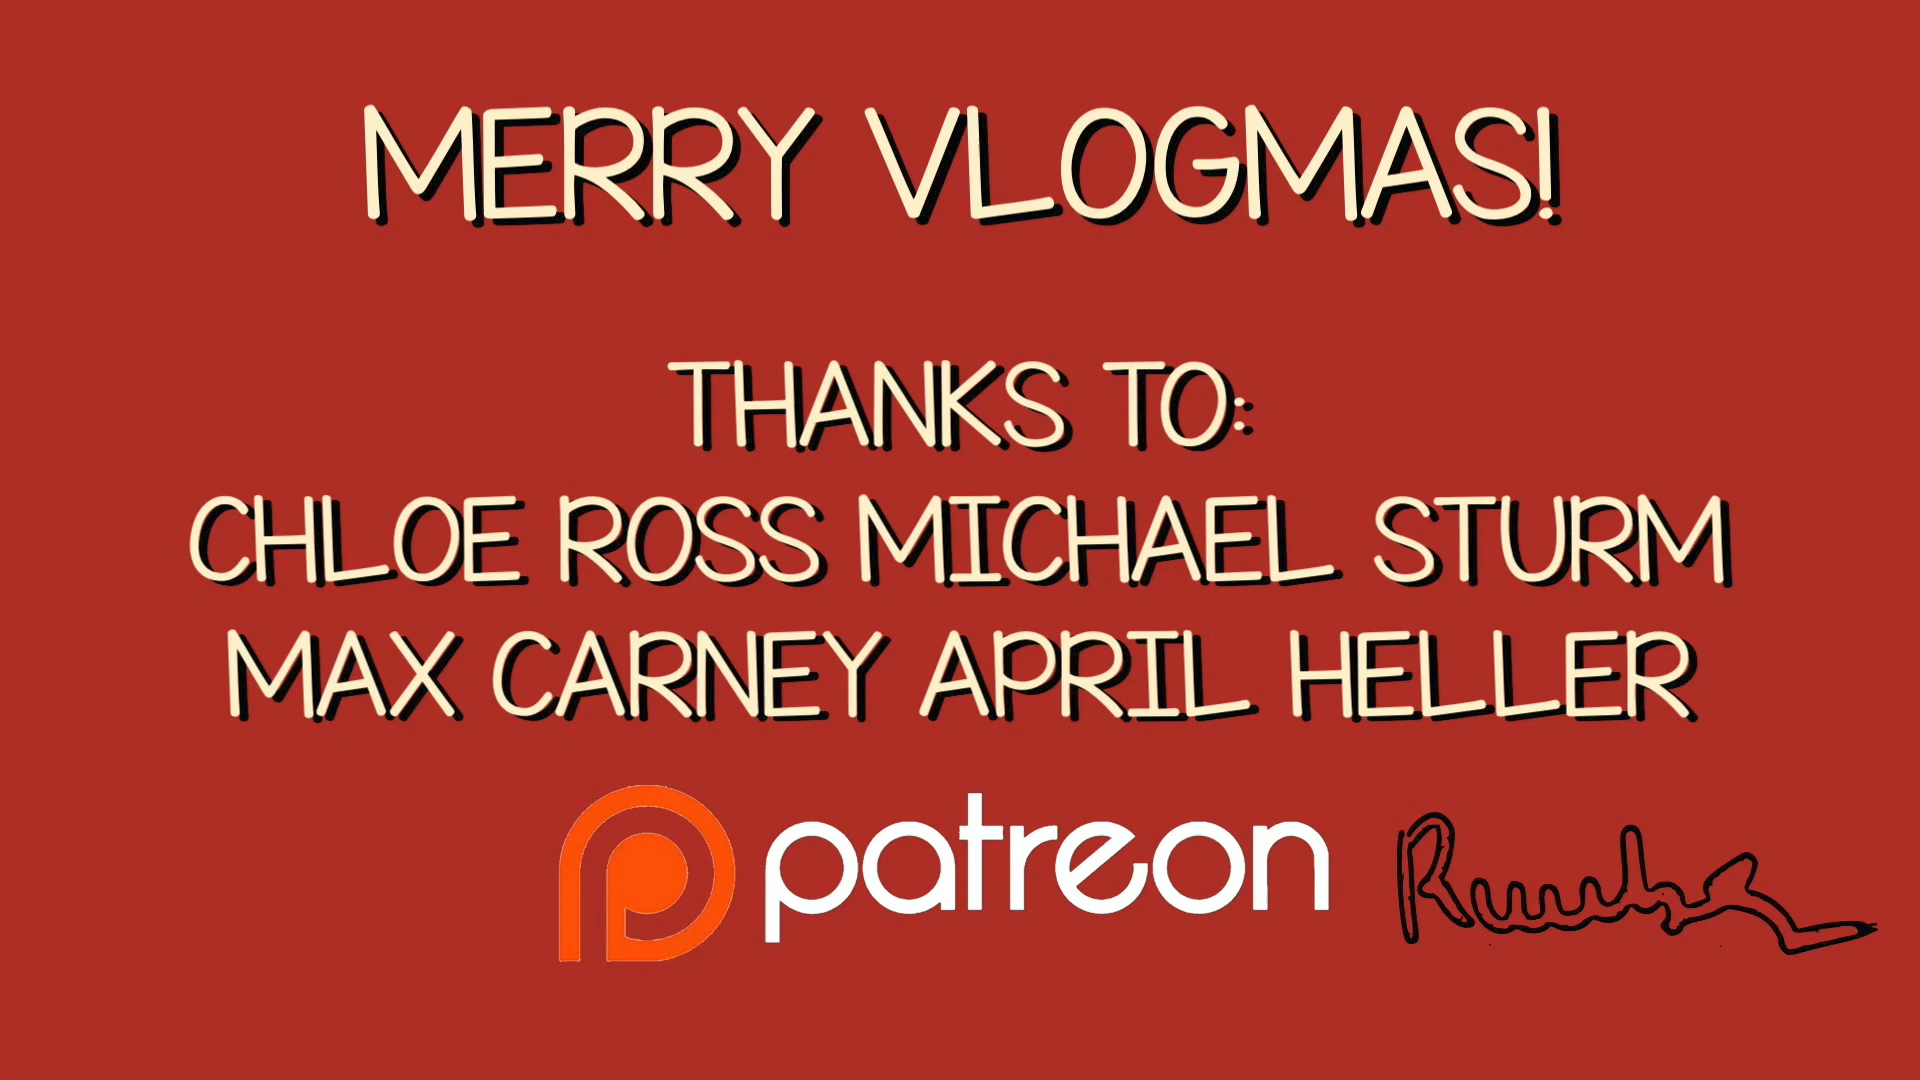 MERRY VLOGMAS!
THANKS TO:
CHLOE ROSS MICHAEL STURM
MAX CARNEY APRIL HELLER
patreon